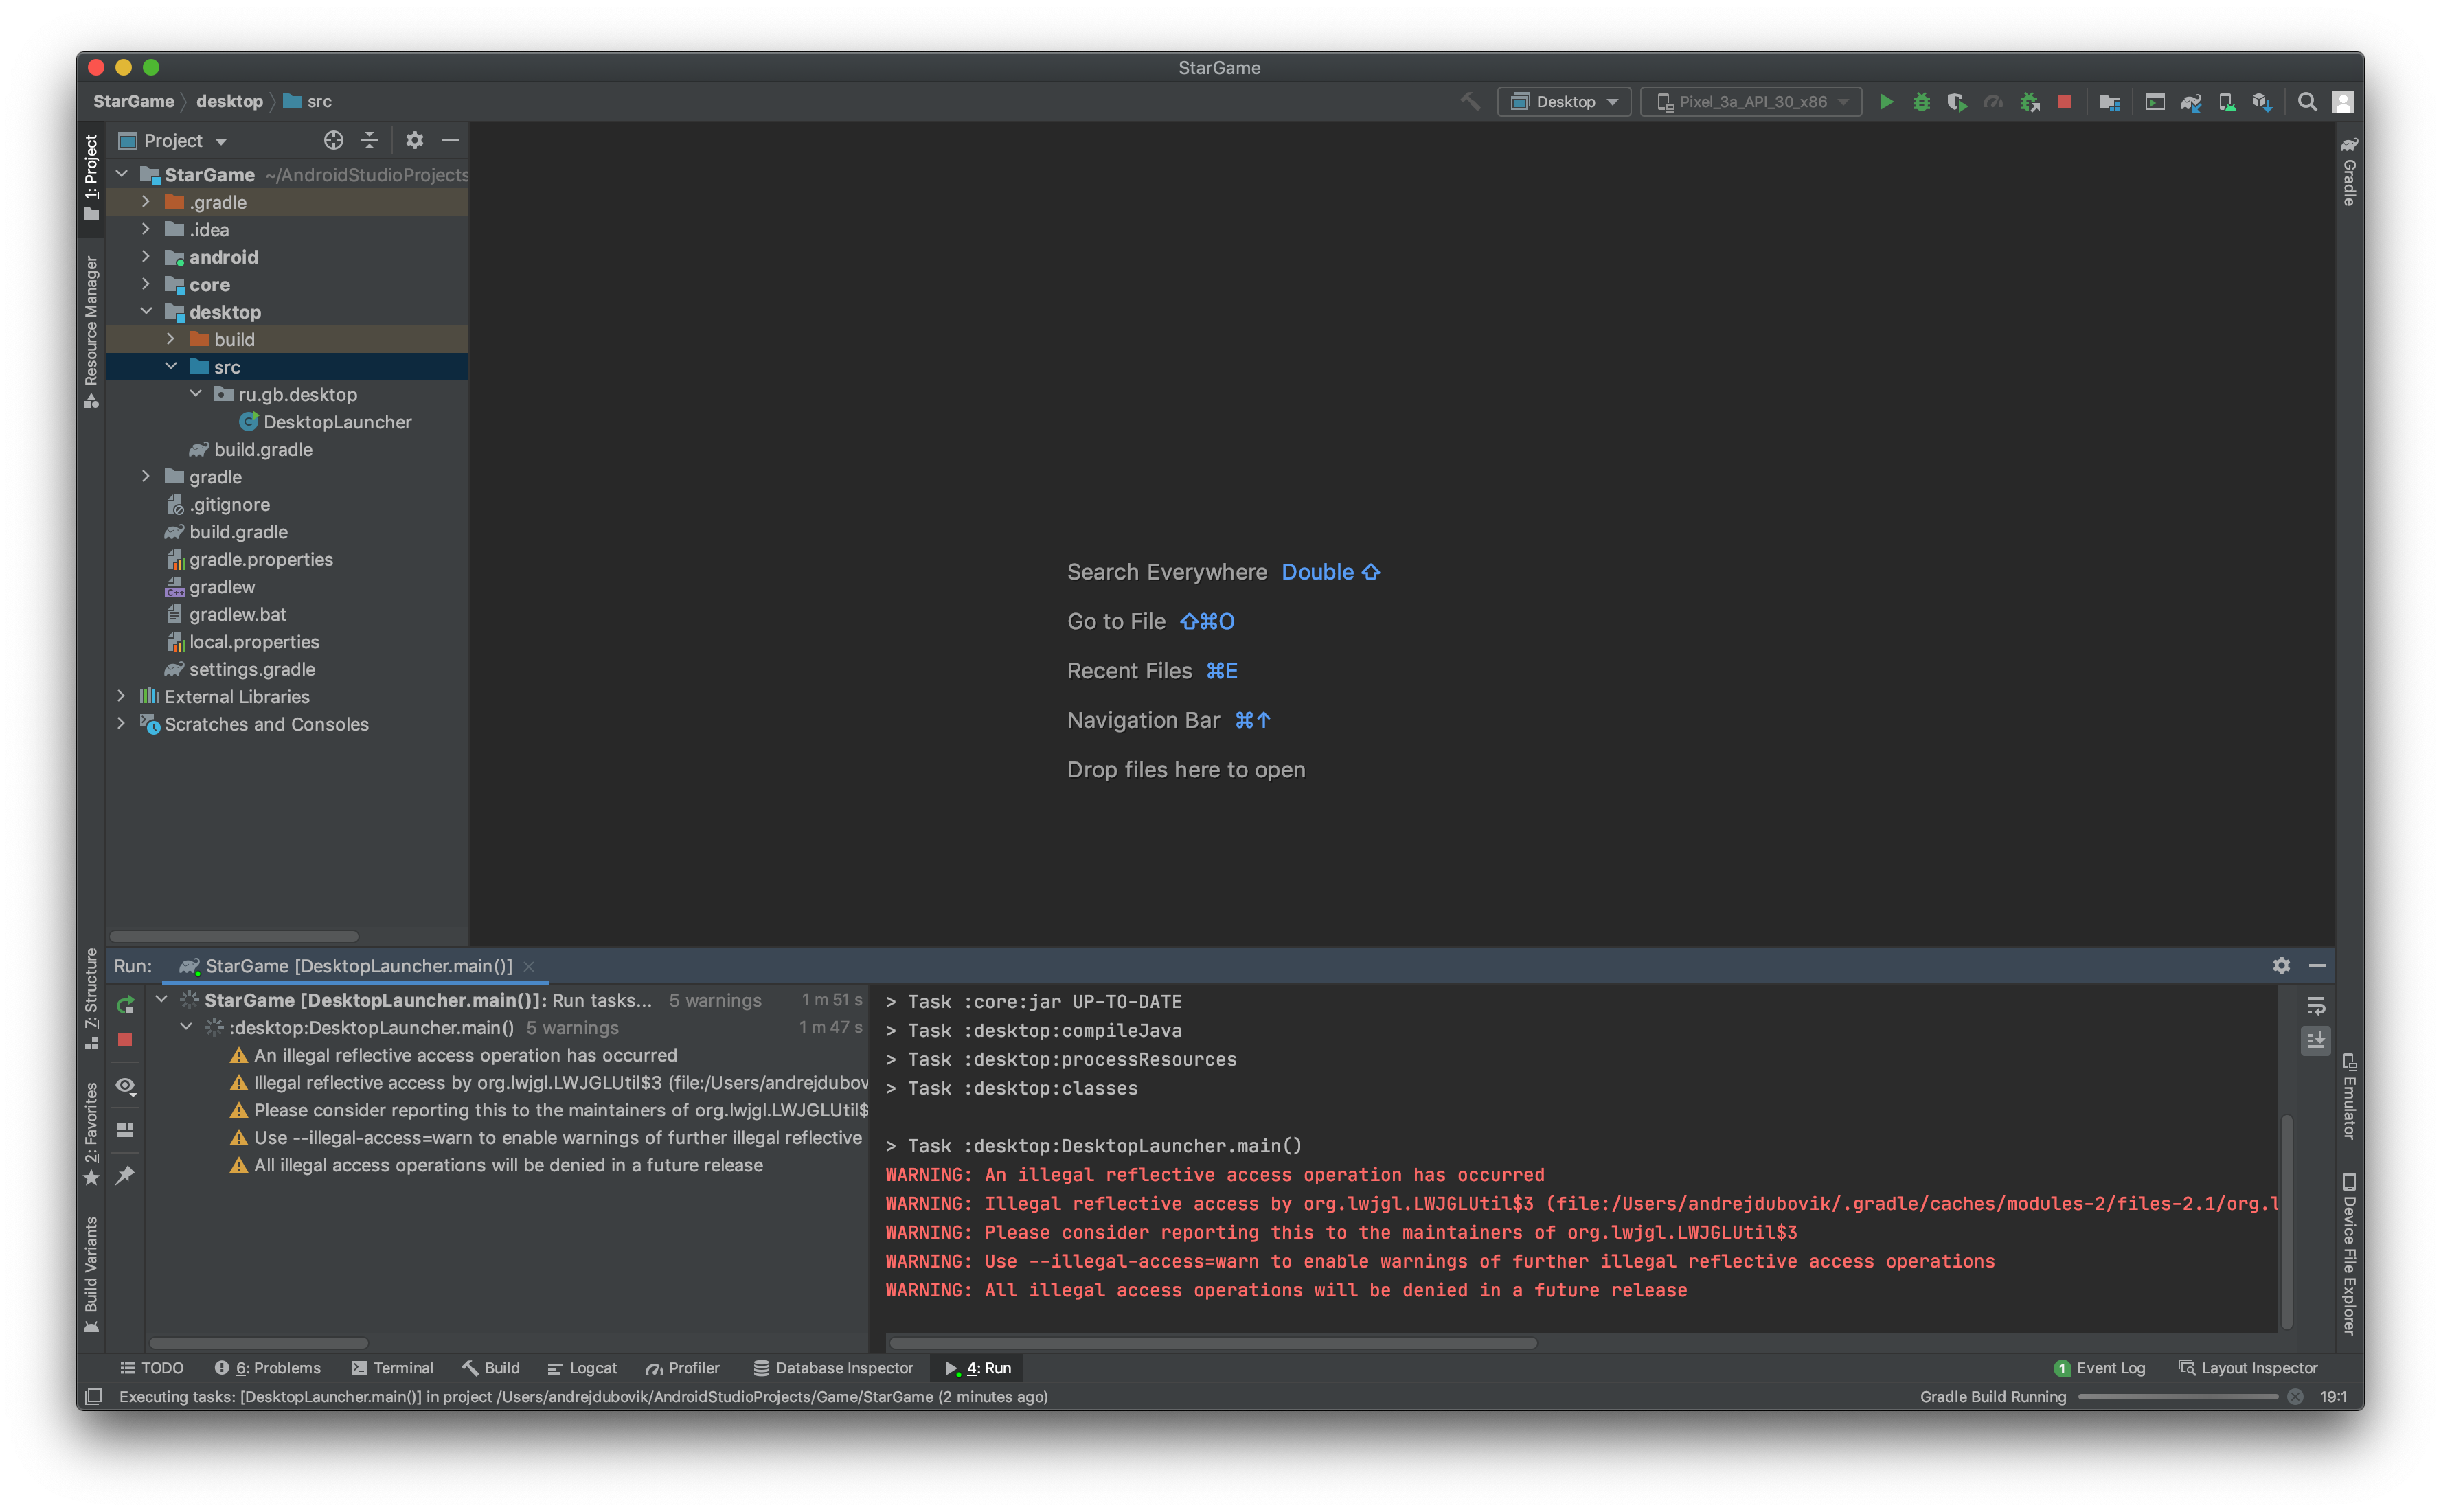 StarGame
StarGame
desktop
src
Desktop
Pixel_3a_API_30_x86
1: Project
Resource Manager
Project
StarGame ~/AndroidStudioProjects
.gradle
.idea
android
core
desktop
build
src
ru.gb.desktop
DesktopLauncher
build.gradle
gradle
.gitignore
build.gradle
gradle.properties
gradlew
gradlew.bat
local.properties
settings.gradle
External Libraries
Scratches and Consoles
Search Everywhere Double ⇧
Go to File ⇧⌘O
Recent Files ⌘E
Navigation Bar ⌘↑
Drop files here to open
Gradle
Z: Structure
2: Favorites
Build Variants
Run: StarGame [DesktopLauncher.main()]
StarGame [DesktopLauncher.main()]: Run tasks... 5 warnings 1 m 51 s
:desktop:DesktopLauncher.main() 5 warnings 1 m 47 s
An illegal reflective access operation has occurred
Illegal reflective access by org.lwjgl.LWJGLUtil$3 (file:/Users/andrejdubov
Please consider reporting this to the maintainers of org.lwjgl.LWJGLUtil$
Use --illegal-access=warn to enable warnings of further illegal reflective
All illegal access operations will be denied in a future release
> Task :core:jar UP-TO-DATE
> Task :desktop:compileJava
> Task :desktop:processResources
> Task :desktop:classes
> Task :desktop:DesktopLauncher.main()
WARNING: An illegal reflective access operation has occurred
WARNING: Illegal reflective access by org.lwjgl.LWJGLUtil$3 (file:/Users/andrejdubovik/.gradle/caches/modules-2/files-2.1/org.l
WARNING: Please consider reporting this to the maintainers of org.lwjgl.LWJGLUtil$3
WARNING: Use --illegal-access=warn to enable warnings of further illegal reflective access operations
WARNING: All illegal access operations will be denied in a future release
Emulator
Device File Explorer
TODO
6: Problems
Terminal
Build
Logcat
Profiler
Database Inspector
4: Run
1 Event Log
Layout Inspector
Executing tasks: [DesktopLauncher.main()] in project /Users/andrejdubovik/AndroidStudioProjects/Game/StarGame (2 minutes ago)
Gradle Build Running
19:1